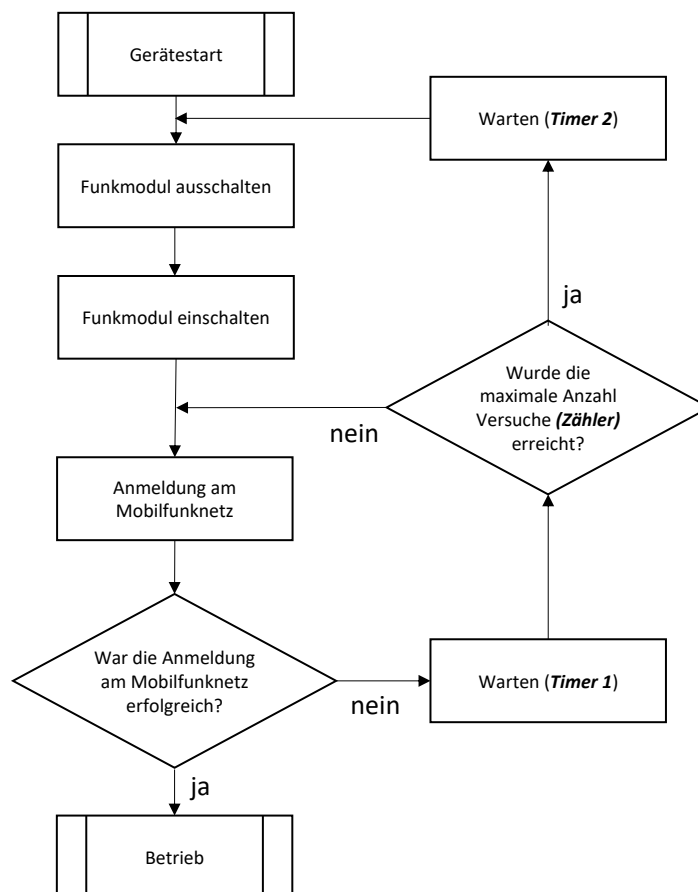 Gerätestart
Warten (Timer 2)
Funkmodul ausschalten
Funkmodul einschalten
ja
Wurde die
maximale Anzahl
Versuche (Zähler)
erreicht?
nein
Anmeldung am
Mobilfunknetz
War die Anmeldung
am Mobilfunknetz
erfolgreich?
nein
Warten (Timer 1)
ja
Betrieb